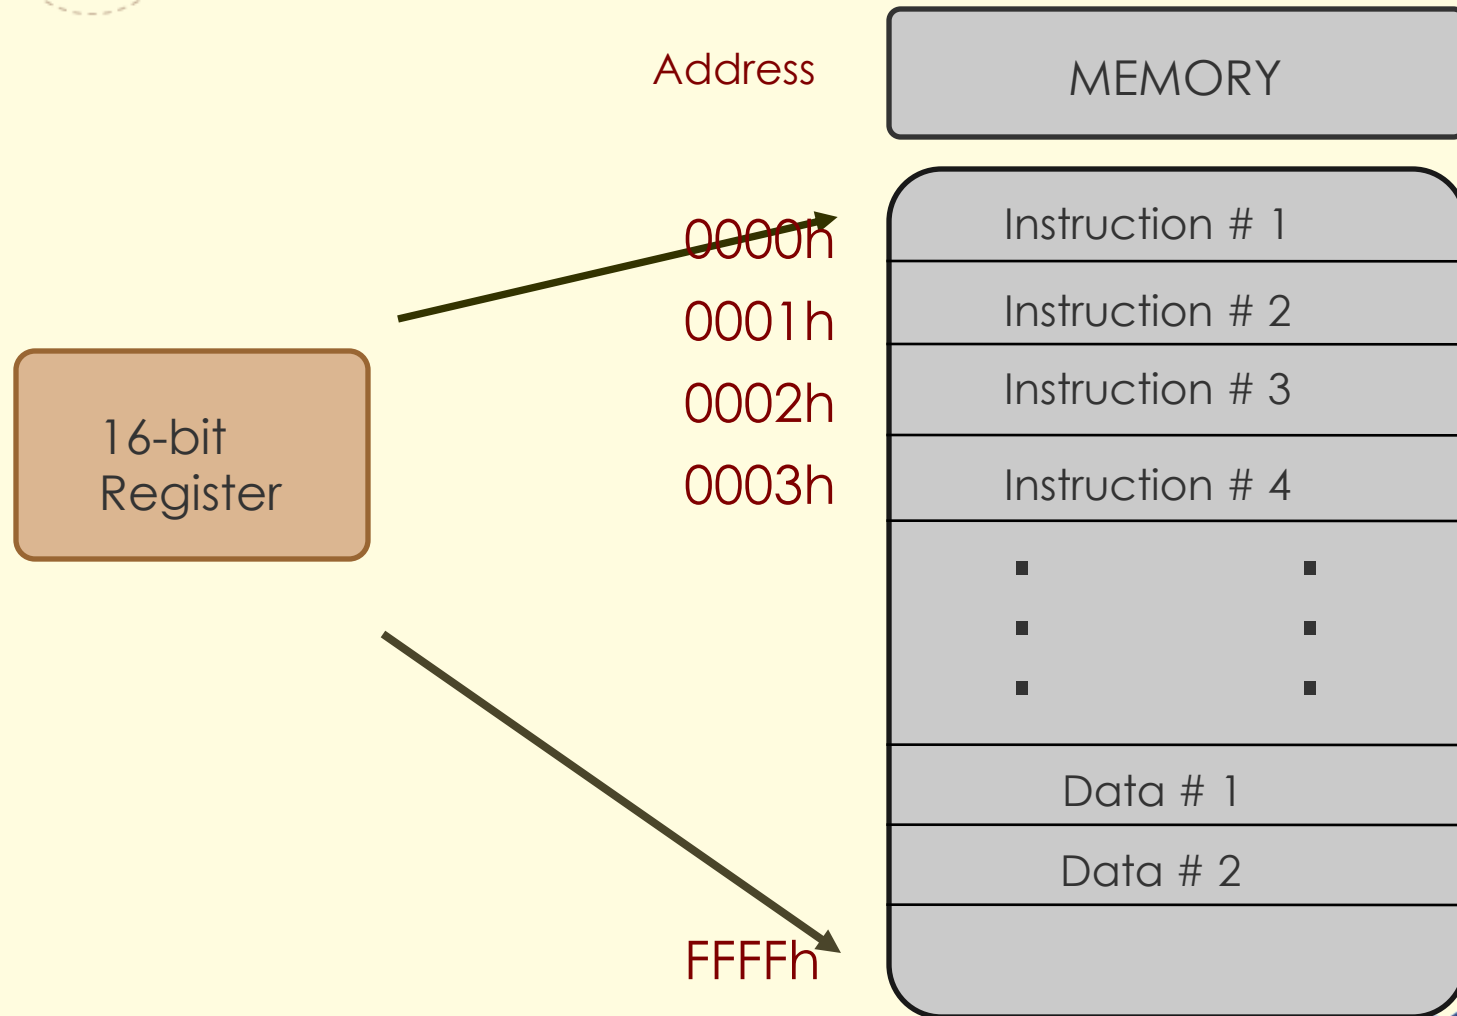 Address
MEMORY
0000h
Instruction # 1
0001h
Instruction # 2
0002h
Instruction # 3
16-bit
Register
0003h
Instruction # 4
Data # 1
Data # 2
FFFFh